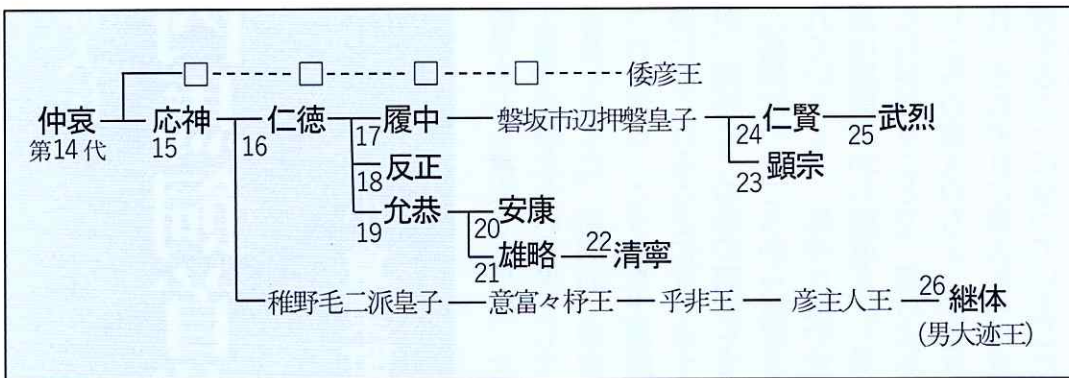 倭彦王
仲哀 応神 仁徳 履中 磐坂市辺押磐皇子 仁賢 武烈
第14代 15 16 17 24 25
反正 顕宗
18 23
允恭 安康
19 20
雄略 22 清寧
21
稚野毛二派皇子 意富々杼王 乎非王 彦主人王 26 継体
(男大迹王)